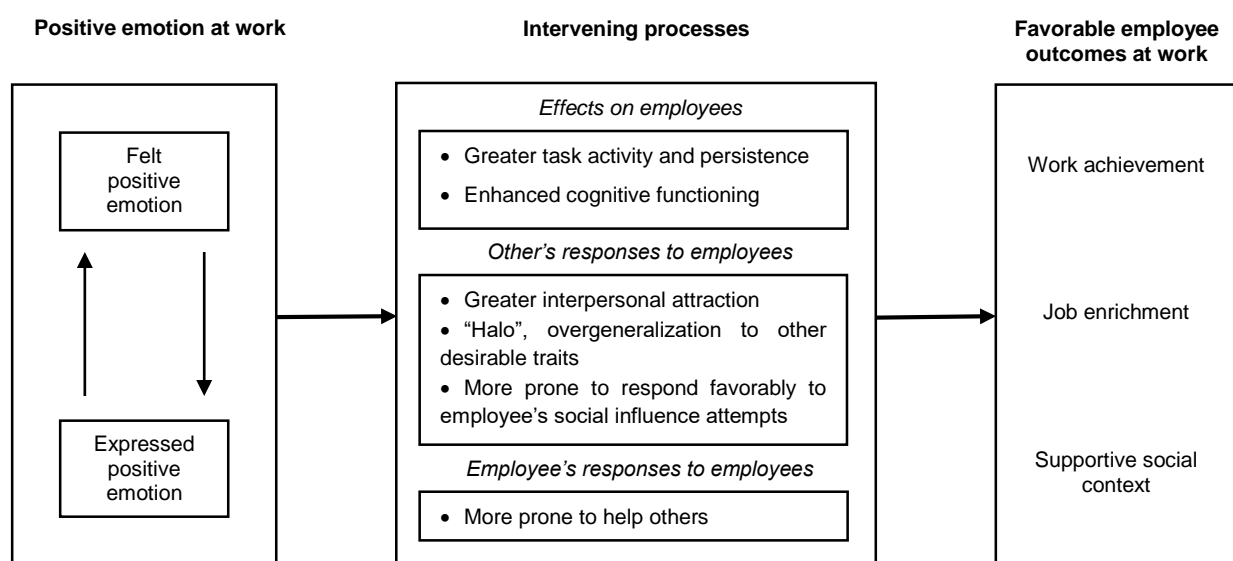 Positive emotion at work
Intervening processes
Favorable employee
outcomes at work
Felt
positive
emotion
Expressed
positive
emotion
Effects on employees
• Greater task activity and persistence
• Enhanced cognitive functioning
Other's responses to employees
• Greater interpersonal attraction
• “Halo”, overgeneralization to other
desirable traits
• More prone to respond favorably to
employee's social influence attempts
Employee's responses to employees
• More prone to help others
Work achievement
Job enrichment
Supportive social
context